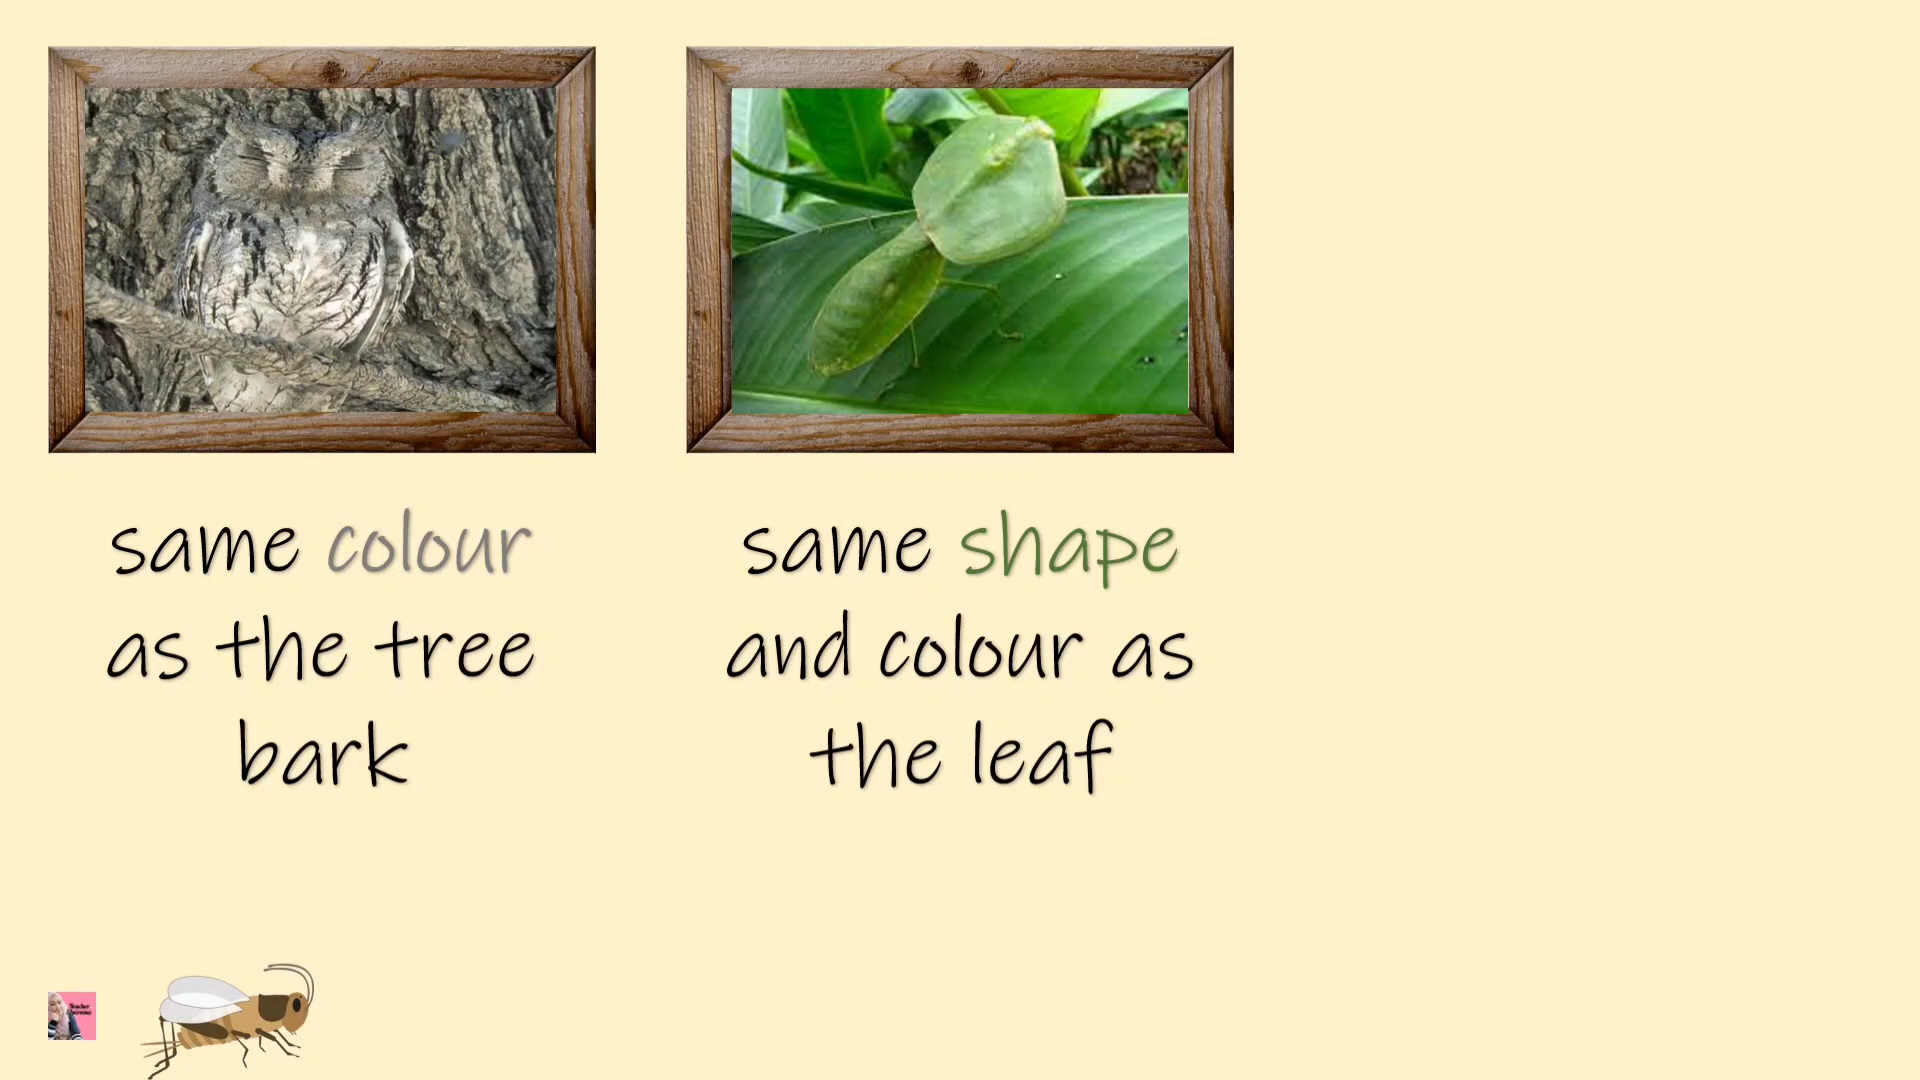 same colour
as the tree
bark
same shape
and colour as
the leaf